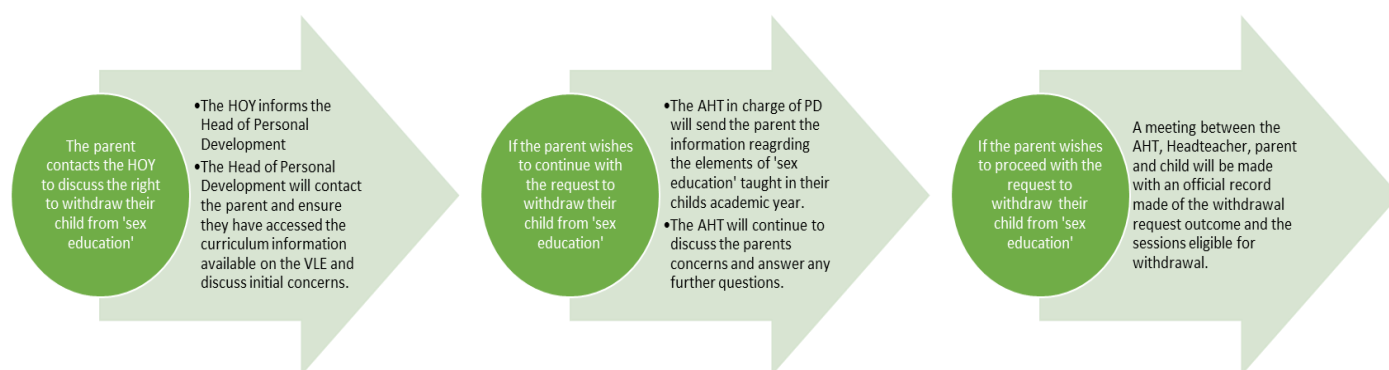 The parent
contacts the HOY
to discuss the right
to withdraw their
child from 'sex
education'
•The HOY informs the
Head of Personal
Development
•The Head of Personal
Development will contact
the parent and ensure
they have accessed the
curriculum information
available on the VLE and
discuss initial concerns.
If the parent wishes
to continue with
the request to
withdraw their
child from 'sex
education'
•The AHT in charge of PD
will send the parent the
information reagrding
the elements of 'sex
education' taught in their
childs academic year.
•The AHT will continue to
discuss the parents
concerns and answer any
further questions.
If the parent wishes
to proceed with the
request to
withdraw their
child from 'sex
education'
A meeting between the
AHT, Headteacher, parent
and child will be made
with an official record
made of the withdrawal
request outcome and the
sessions eligible for
withdrawal.